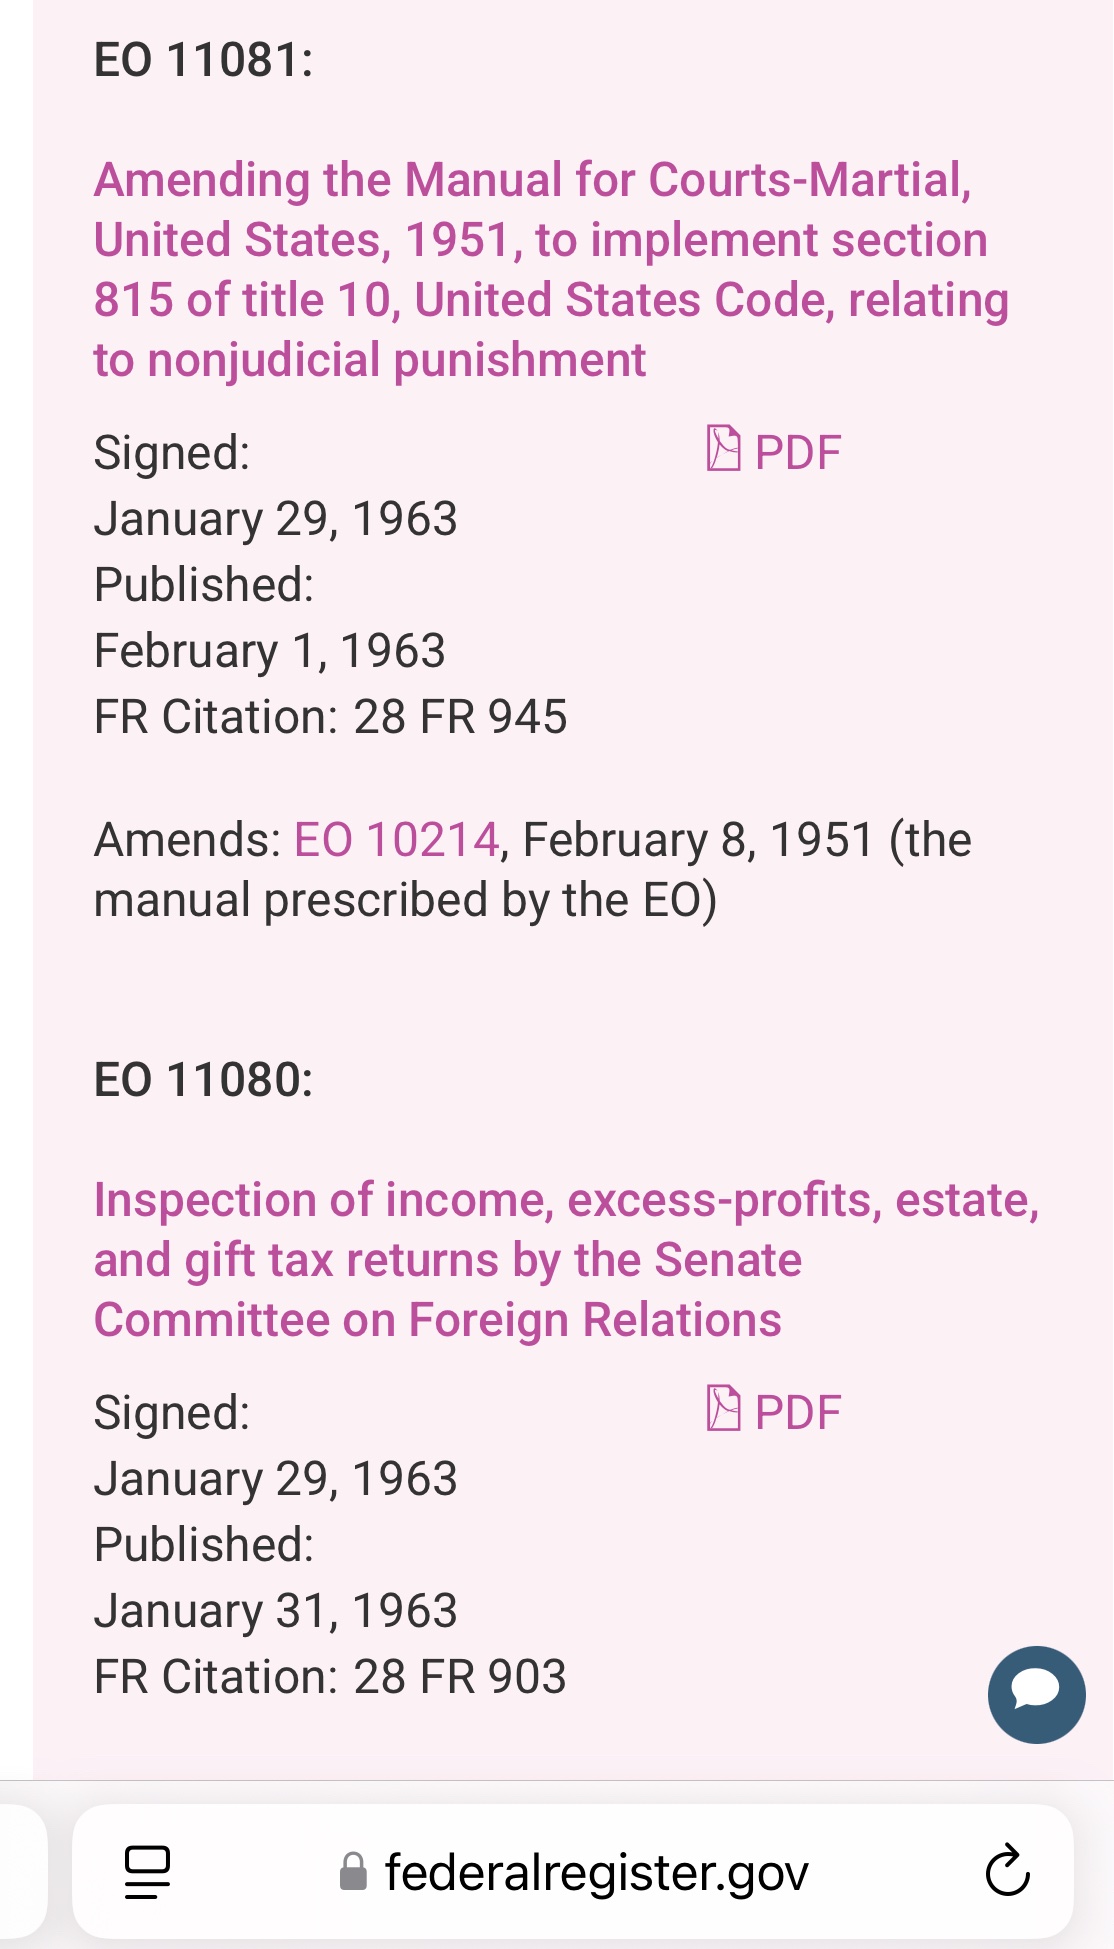 EO 11081:
Amending the Manual for Courts-Martial,
United States, 1951, to implement section
815 of title 10, United States Code, relating
to nonjudicial punishment
Signed:
PDF
January 29, 1963
Published:
February 1, 1963
FR Citation: 28 FR 945
Amends: EO 10214, February 8, 1951 (the
manual prescribed by the EO)
EO 11080:
Inspection of income, excess-profits, estate,
and gift tax returns by the Senate
Committee on Foreign Relations
Signed:
PDF
January 29, 1963
Published:
January 31, 1963
FR Citation: 28 FR 903
federalregister.gov